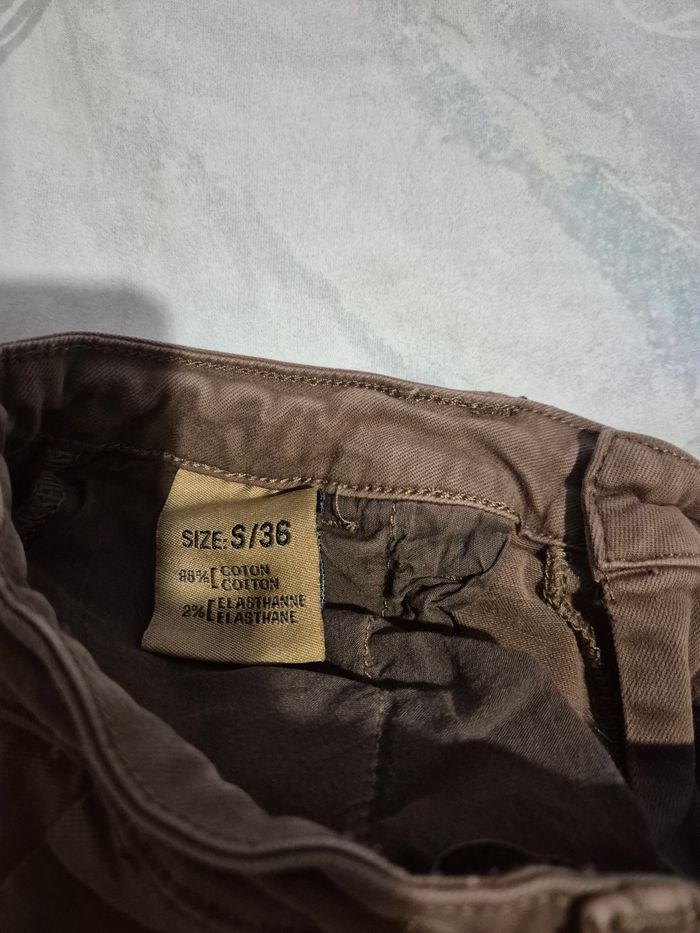 SIZE: S/36
98% [ COTON
COTTON
2% [ ELASTHANNE
ELASTHANE